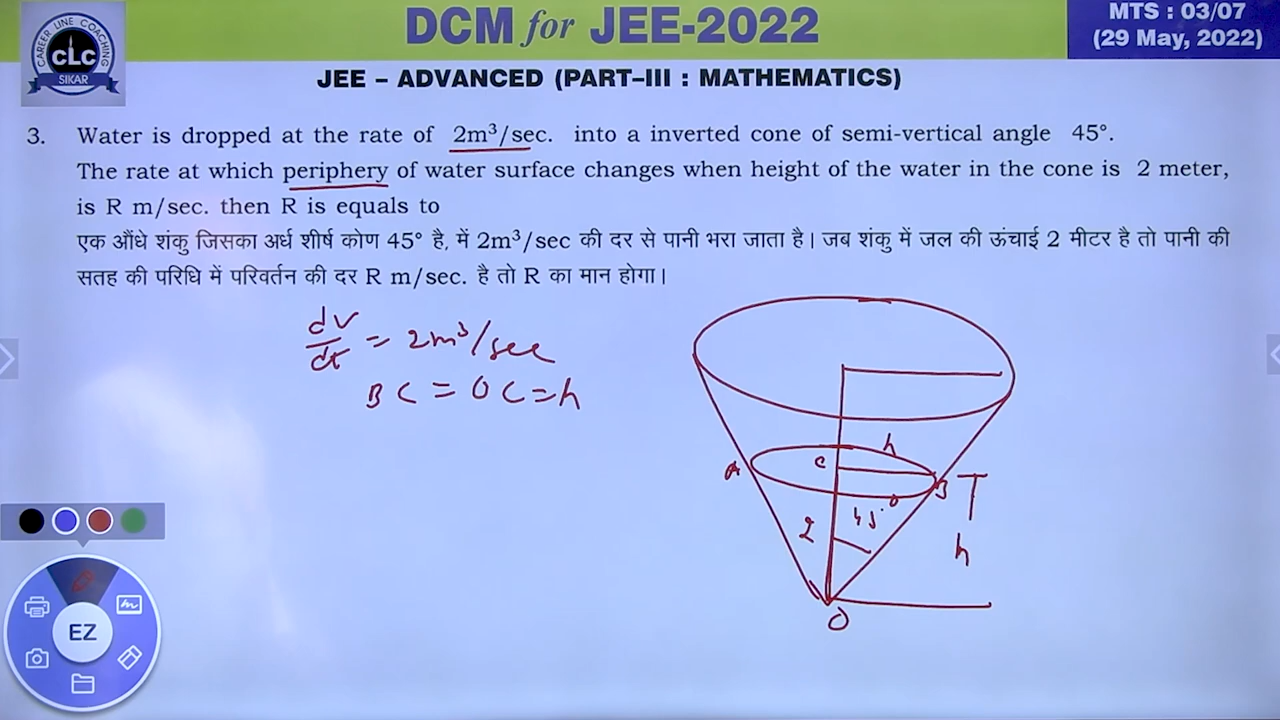 CAREER LINE COACHING
CLC
SIKAR
DCM for JEE-2022
MTS : 03/07
(29 May, 2022)
JEE – ADVANCED (PART–III : MATHEMATICS)
3. Water is dropped at the rate of 2m³/sec. into a inverted cone of semi-vertical angle 45°.
The rate at which periphery of water surface changes when height of the water in the cone is 2 meter,
is R m/sec. then R is equals to
एक औंधे शंकु जिसका अर्ध शीर्ष कोण 45° है, में 2m³/sec की दर से पानी भरा जाता है। जब शंकु में जल की ऊंचाई 2 मीटर है तो पानी की
सतह की परिधि में परिवर्तन की दर R m/sec. है तो R का मान होगा।
dv/dt = 2m³/sec
BC = OC = h
h
A
C
B
2
45°
h
O
EZ